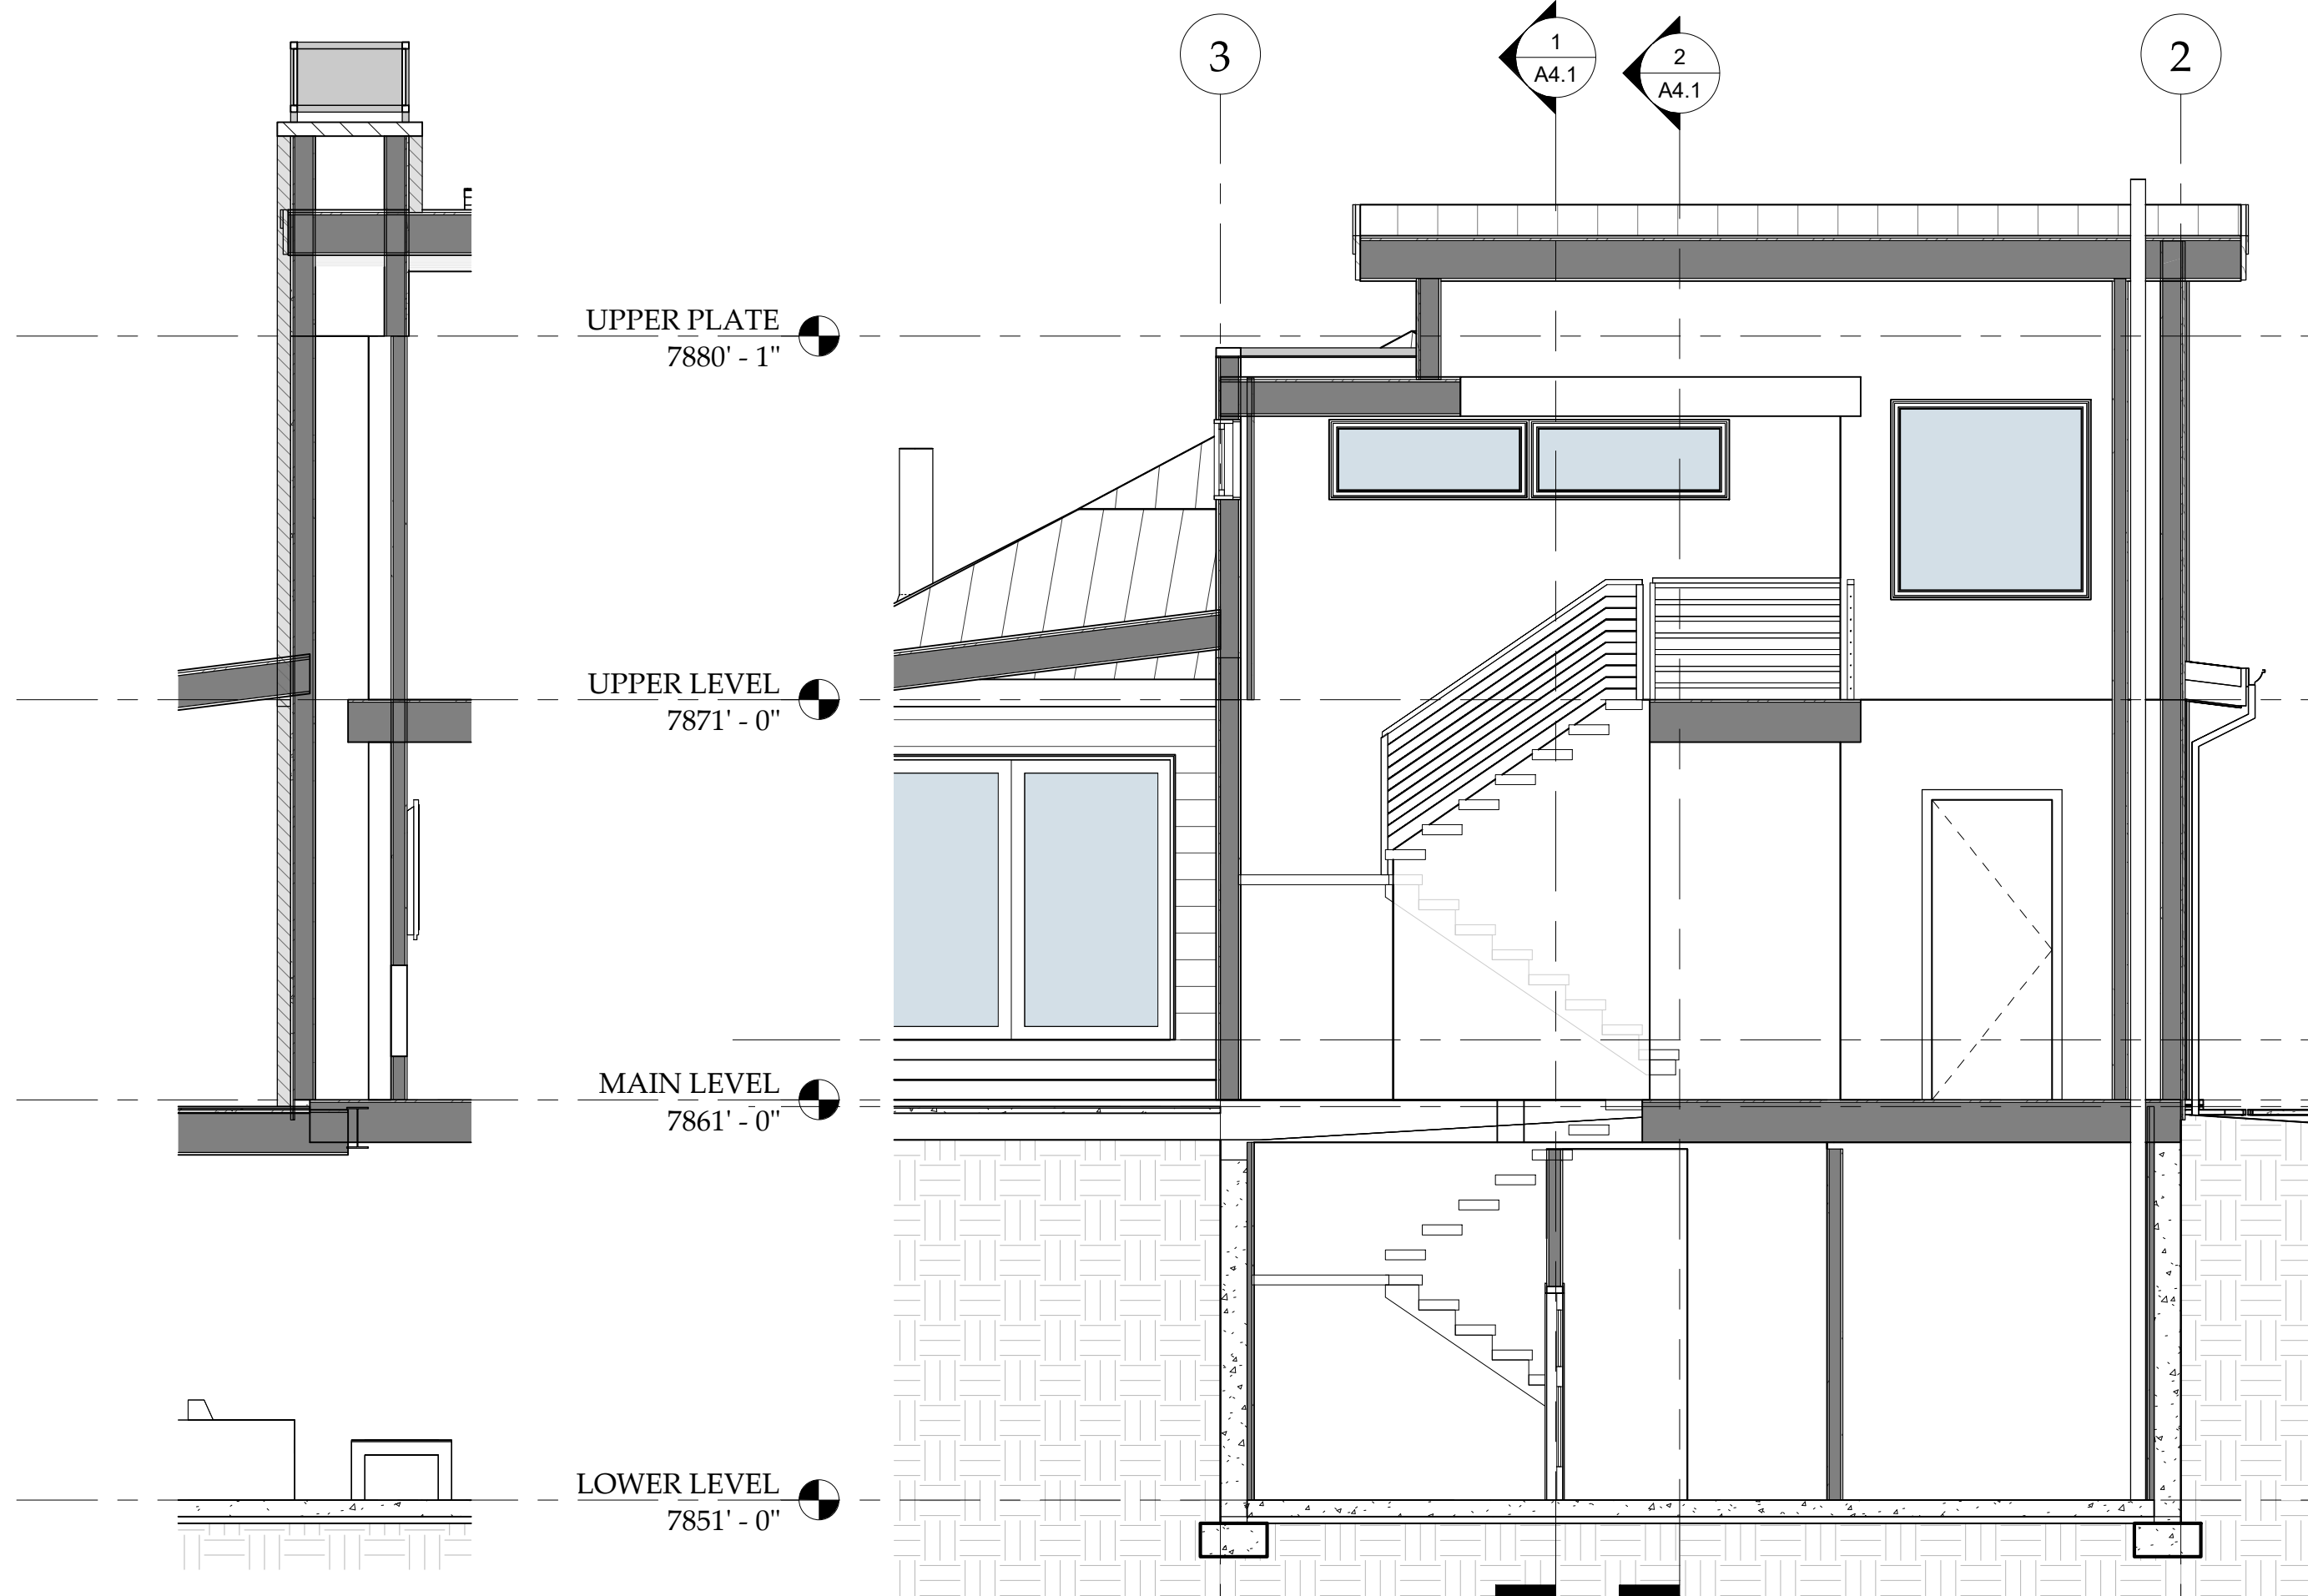 3
1
A4.1
2
A4.1
2
UPPER PLATE
7880' - 1"
UPPER LEVEL
7871' - 0"
MAIN LEVEL
7861' - 0"
LOWER LEVEL
7851' - 0"